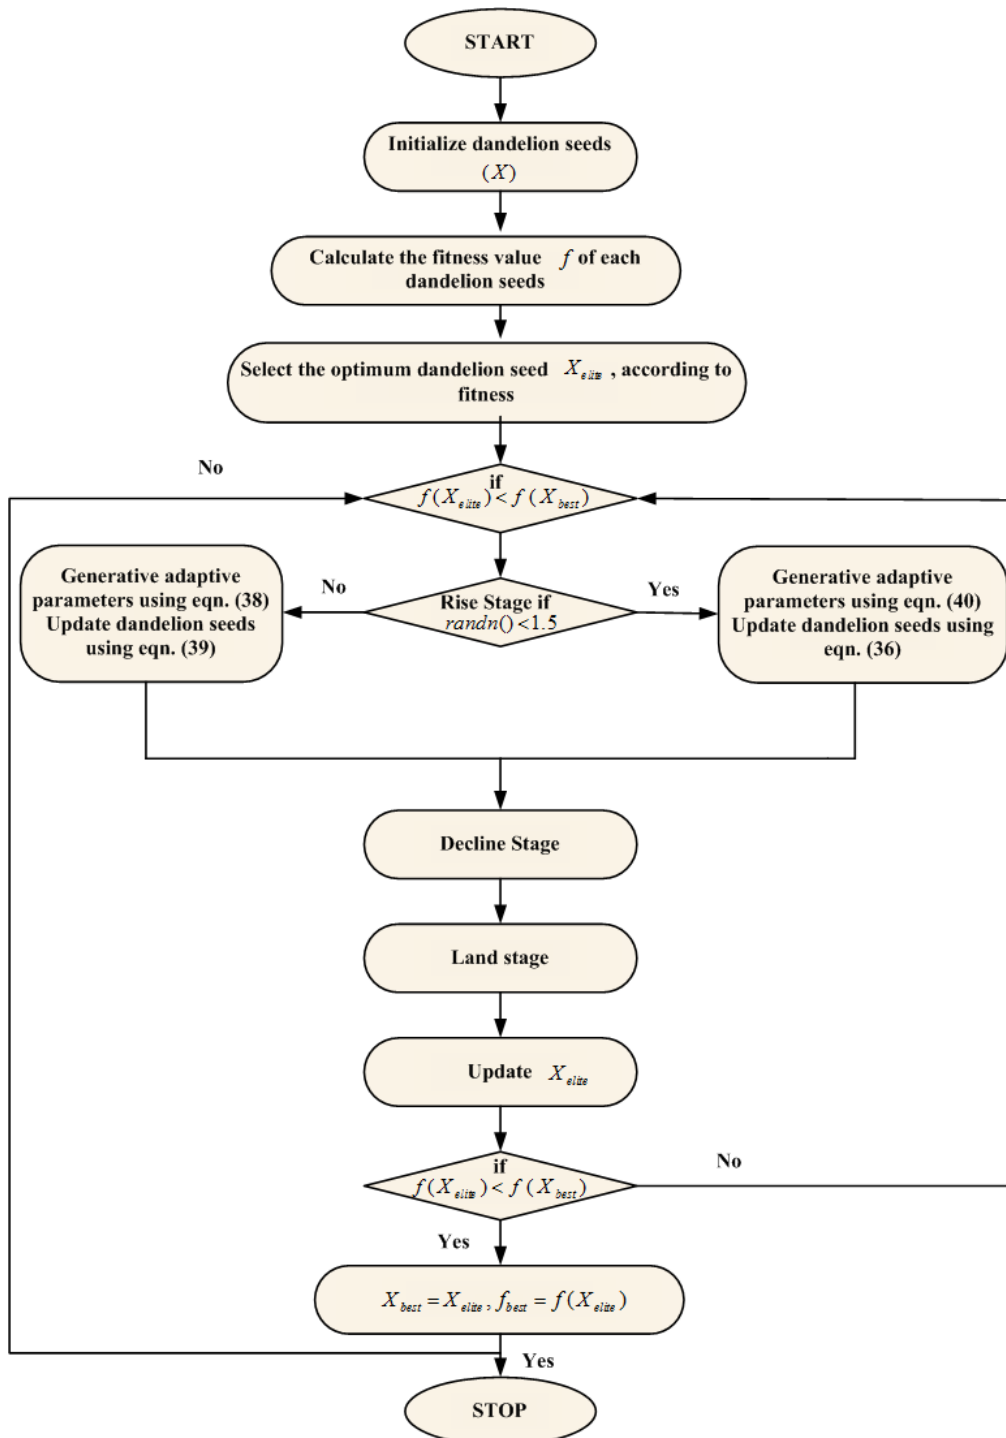 START
Initialize dandelion seeds
(X)
Calculate the fitness value f of each
dandelion seeds
Select the optimum dandelion seed X_elite , according to
fitness
No
if
f(X_elite) < f(X_best)
Generative adaptive
parameters using eqn. (38)
Update dandelion seeds
using eqn. (39)
No
Rise Stage if
randn() < 1.5
Yes
Generative adaptive
parameters using eqn. (40)
Update dandelion seeds using
eqn. (36)
Decline Stage
Land stage
Update X_elite
if
f(X_elite) < f(X_best)
No
Yes
X_best = X_elite, f_best = f(X_elite)
Yes
STOP